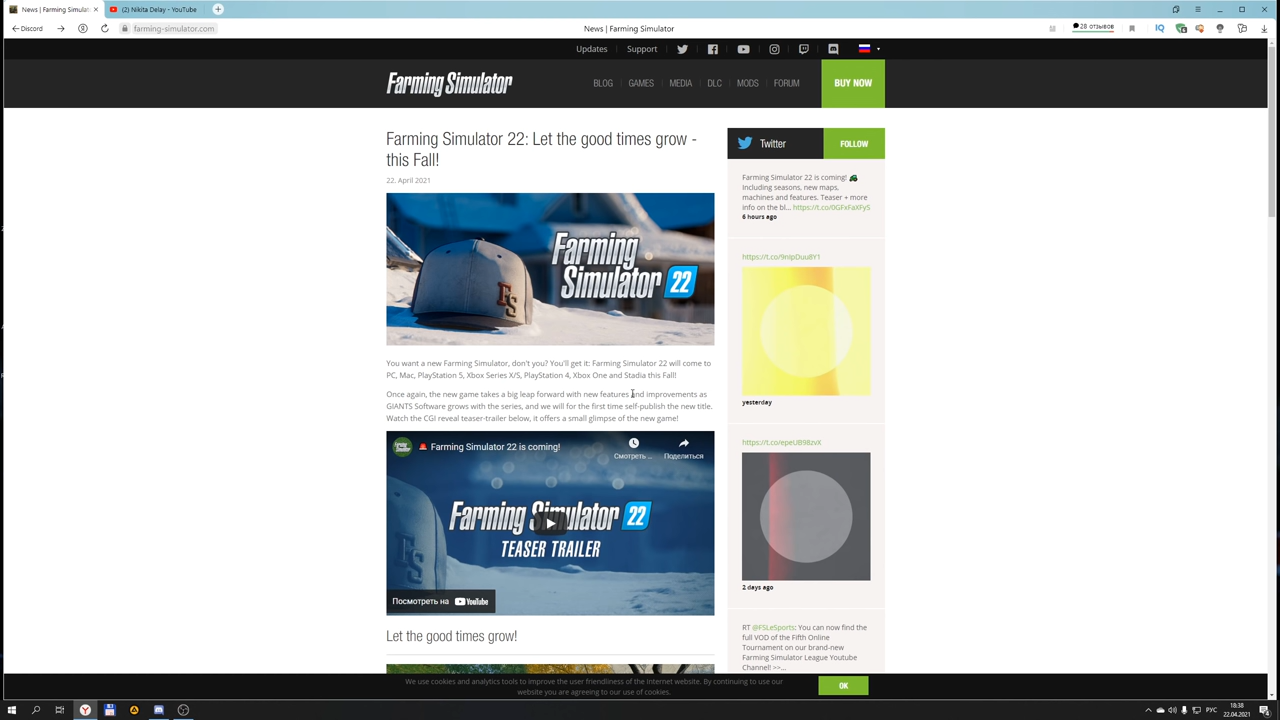 News | Farming Simulat
(2) Nikita Delay - YouTube
Discord
farming-simulator.com
News | Farming Simulator
28 отзывов
IQ
Updates
Support
Farming Simulator
BLOG
GAMES
MEDIA
DLC
MODS
FORUM
BUY NOW
Farming Simulator 22: Let the good times grow -
this Fall!
22. April 2021
FS
Farming
Simulator 22
You want a new Farming Simulator, don't you? You'll get it: Farming Simulator 22 will come to
PC, Mac, PlayStation 5, Xbox Series X/S, PlayStation 4, Xbox One and Stadia this Fall!
Once again, the new game takes a big leap forward with new features and improvements as
GIANTS Software grows with the series, and we will for the first time self-publish the new title.
Watch the CGI reveal teaser-trailer below, it offers a small glimpse of the new game!
Farming Simulator 22 is coming!
Смотреть ...
Поделиться
Farming Simulator 22
TEASER TRAILER
Посмотреть на YouTube
Let the good times grow!
Twitter
FOLLOW
Farming Simulator 22 is coming!
Including seasons, new maps,
machines and features. Teaser + more
info on the bl... https://t.co/0GFxFaXFyS
6 hours ago
https://t.co/9nIpDuu8Y1
yesterday
https://t.co/epeUB98zvX
2 days ago
RT @FSLeSports: You can now find the
full VOD of the Fifth Online
Tournament on our brand-new
Farming Simulator League Youtube
Channel! >>...
We use cookies and analytics tools to improve the user friendliness of the Internet website. By continuing to use our
website you are agreeing to our use of cookies.
OK
РУС
18:38
22.04.2021